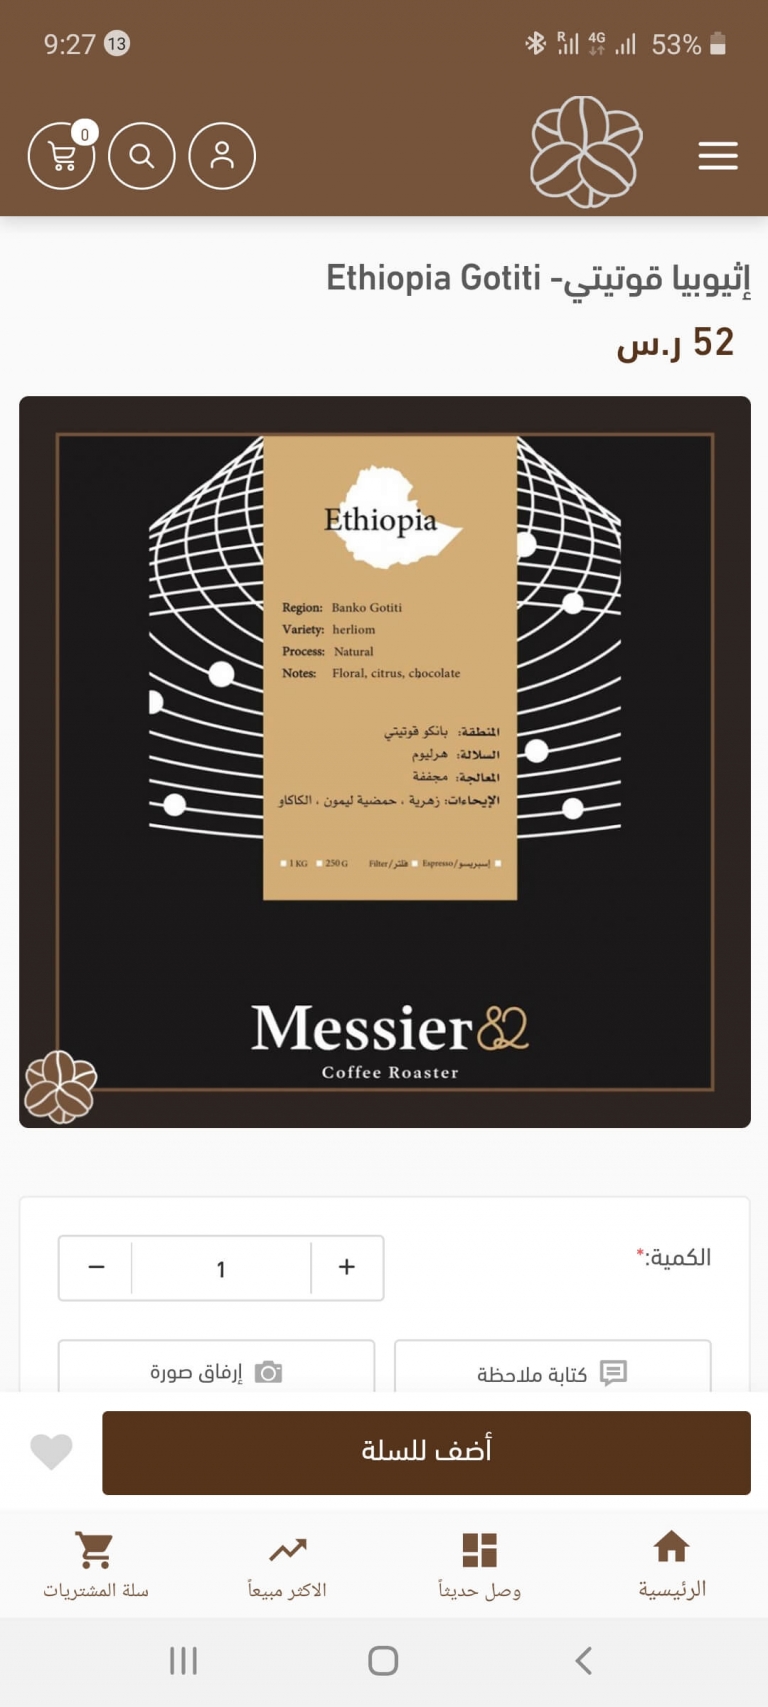 9:27 13 R 4G 53%
0
إثيوبيا قوتيتي- Ethiopia Gotiti
52 ر.س
Ethiopia
Region: Banko Gotiti
Variety: herliom
Process: Natural
Notes: Floral, citrus, chocolate
المنطقة: بانكو قوتيتي
السلالة: هرليوم
المعالجة: مجففة
الإيحاءات: زهرية ، حمضية ليمون ، الكاكاو
1 KG 250 G Filter/فلتر Espresso/إسبريسو
Messier 82
Coffee Roaster
الكمية:*
− 1 +
كتابة ملاحظة
إرفاق صورة
أضف للسلة
الرئيسية
وصل حديثاً
الاكثر مبيعاً
سلة المشتريات